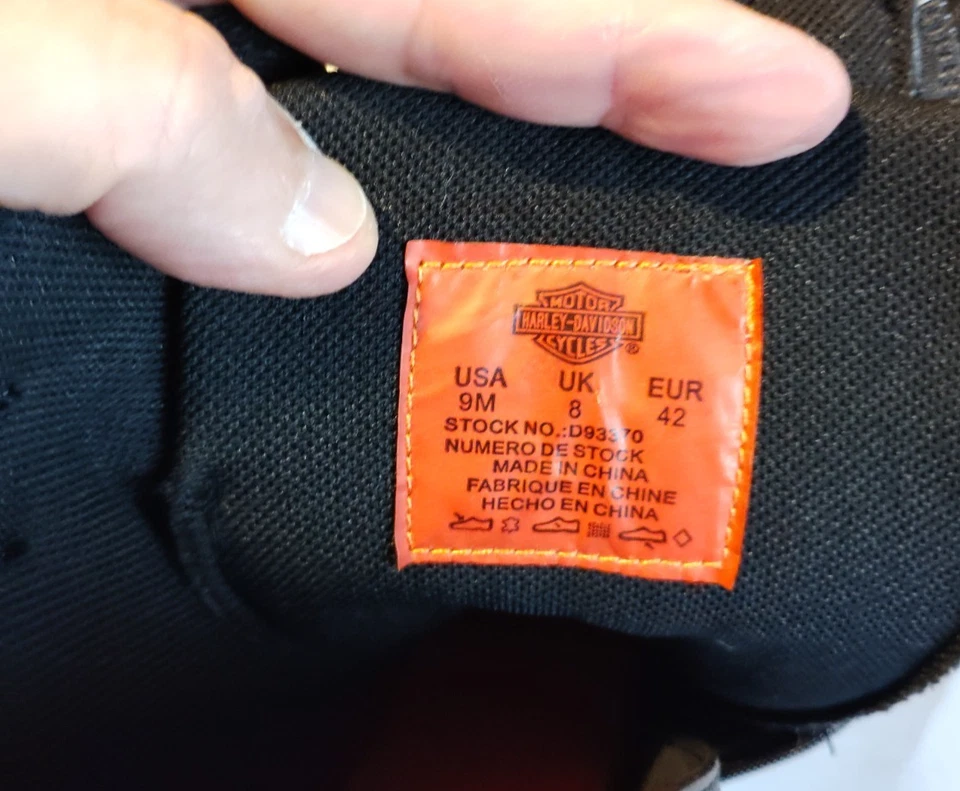 MOTOR
HARLEY-DAVIDSON
CYCLES®
USA UK EUR
9M 8 42
STOCK NO.:D93370
NUMERO DE STOCK
MADE IN CHINA
FABRIQUE EN CHINE
HECHO EN CHINA